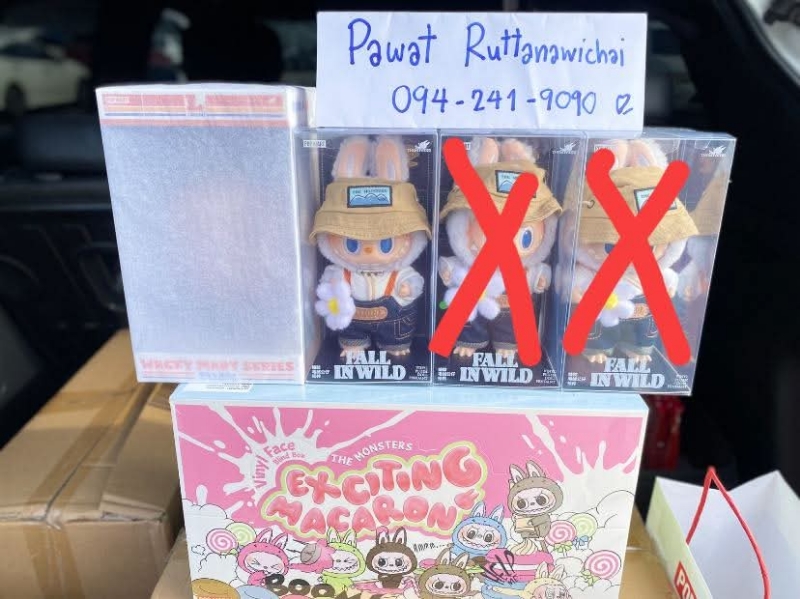 Pawat Ruttanawichai
094-241-9090
WACKY MART SERIES
FALL
IN WILD
FALL
IN WILD
FALL
IN WILD
Vinyl Face
Blind Box
THE MONSTERS
EXCITING
MACARON